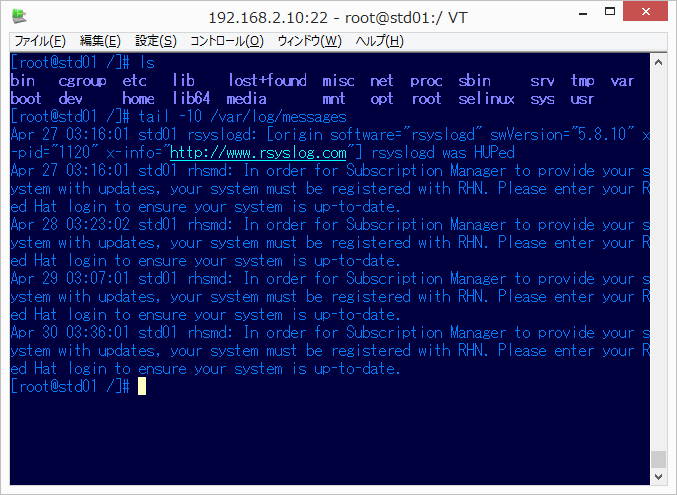 192.168.2.10:22 - root@std01:/ VT
ファイル(F) 編集(E) 設定(S) コントロール(O) ウィンドウ(W) ヘルプ(H)
[root@std01 /]# ls
bin cgroup etc lib lost+found misc net proc sbin srv tmp var
boot dev home lib64 media mnt opt root selinux sys usr
[root@std01 /]# tail -10 /var/log/messages
Apr 27 03:16:01 std01 rsyslogd: [origin software="rsyslogd" swVersion="5.8.10" x
-pid="1120" x-info="http://www.rsyslog.com"] rsyslogd was HUPed
Apr 27 03:16:01 std01 rhsmd: In order for Subscription Manager to provide your s
ystem with updates, your system must be registered with RHN. Please enter your R
ed Hat login to ensure your system is up-to-date.
Apr 28 03:23:02 std01 rhsmd: In order for Subscription Manager to provide your s
ystem with updates, your system must be registered with RHN. Please enter your R
ed Hat login to ensure your system is up-to-date.
Apr 29 03:07:01 std01 rhsmd: In order for Subscription Manager to provide your s
ystem with updates, your system must be registered with RHN. Please enter your R
ed Hat login to ensure your system is up-to-date.
Apr 30 03:36:01 std01 rhsmd: In order for Subscription Manager to provide your s
ystem with updates, your system must be registered with RHN. Please enter your R
ed Hat login to ensure your system is up-to-date.
[root@std01 /]#